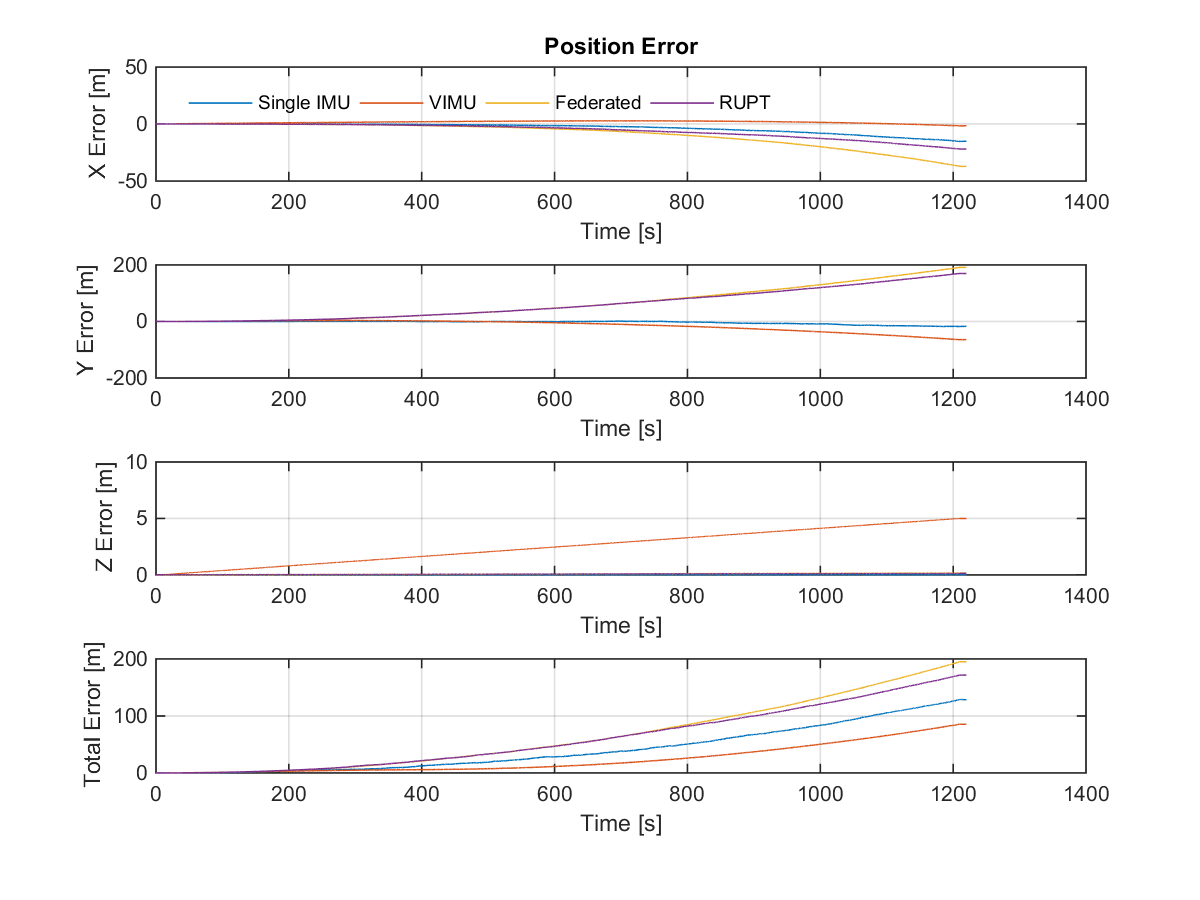 Position Error
50
0
-50
X Error [m]
Single IMU VIMU Federated RUPT
0 200 400 600 800 1000 1200 1400
Time [s]
200
0
-200
Y Error [m]
0 200 400 600 800 1000 1200 1400
Time [s]
10
5
0
Z Error [m]
0 200 400 600 800 1000 1200 1400
Time [s]
200
100
0
Total Error [m]
0 200 400 600 800 1000 1200 1400
Time [s]